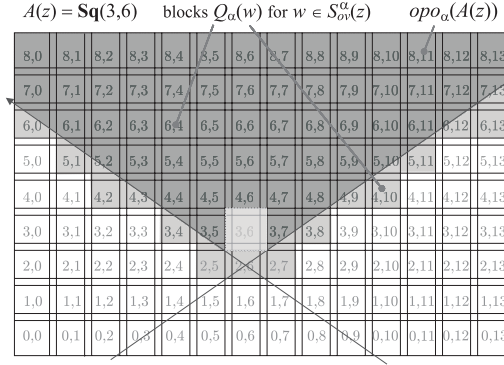 A(z) = Sq(3,6) blocks Qα(w) for w ∈ S^α_ov(z) opoα(A(z))
8,0 8,1 8,2 8,3 8,4 8,5 8,6 8,7 8,8 8,9 8,10 8,11 8,12 8,13
7,0 7,1 7,2 7,3 7,4 7,5 7,6 7,7 7,8 7,9 7,10 7,11 7,12 7,13
6,0 6,1 6,2 6,3 6,4 6,5 6,6 6,7 6,8 6,9 6,10 6,11 6,12 6,13
5,0 5,1 5,2 5,3 5,4 5,5 5,6 5,7 5,8 5,9 5,10 5,11 5,12 5,13
4,0 4,1 4,2 4,3 4,4 4,5 4,6 4,7 4,8 4,9 4,10 4,11 4,12 4,13
3,0 3,1 3,2 3,3 3,4 3,5 3,6 3,7 3,8 3,9 3,10 3,11 3,12 3,13
2,0 2,1 2,2 2,3 2,4 2,5 2,6 2,7 2,8 2,9 2,10 2,11 2,12 2,13
1,0 1,1 1,2 1,3 1,4 1,5 1,6 1,7 1,8 1,9 1,10 1,11 1,12 1,13
0,0 0,1 0,2 0,3 0,4 0,5 0,6 0,7 0,8 0,9 0,10 0,11 0,12 0,13